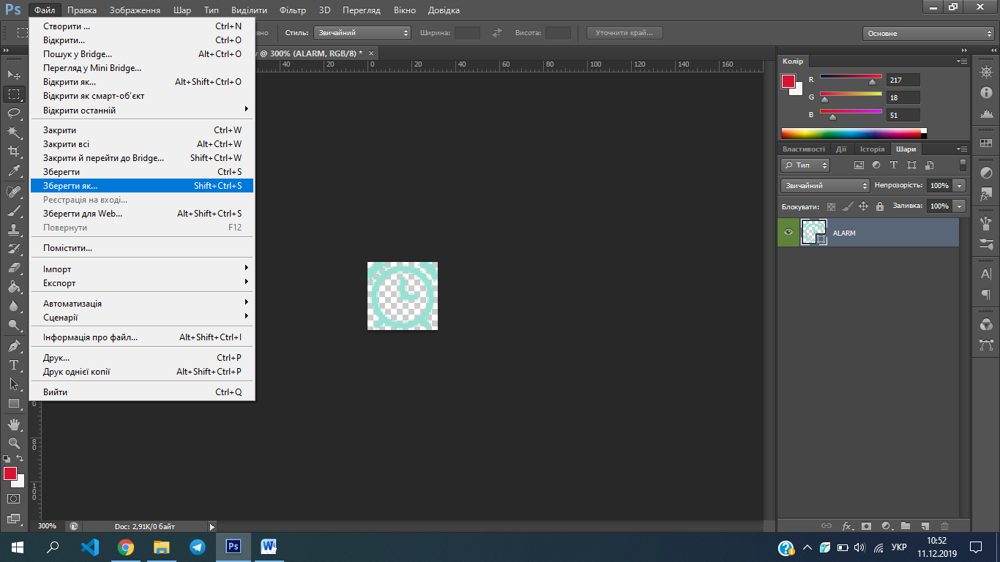 Ps Файл Правка Зображення Шар Тип Виділити Фільтр 3D Перегляд Вікно Довідка
Стиль: Звичайний Ширина: Висота: Уточнити край... Основне
Створити ... Ctrl+N
Відкрити... Ctrl+O
Пошук у Bridge... Alt+Ctrl+O
Перегляд у Mini Bridge...
Відкрити як... Alt+Shift+Ctrl+O
Відкрити як смарт-об'єкт
Відкрити останній
Закрити Ctrl+W
Закрити всі Alt+Ctrl+W
Закрити й перейти до Bridge... Shift+Ctrl+W
Зберегти Ctrl+S
Зберегти як... Shift+Ctrl+S
Реєстрація на вході...
Зберегти для Web... Alt+Shift+Ctrl+S
Повернути F12
Помістити...
Імпорт
Експорт
Автоматизація
Сценарії
Інформація про файл... Alt+Shift+Ctrl+I
Друк... Ctrl+P
Друк однієї копії Alt+Shift+Ctrl+P
Вийти Ctrl+Q
@ 300% (ALARM, RGB/8) * ×
40 20 0 20 40 60 80 100 120 140 160
0
80
100
Колір
R 217
G 18
B 51
Властивості Дії Історія Шари
Тип
Звичайний Непрозорість: 100%
Блокувати: Заливка: 100%
ALARM
fx
300% Doc: 2,91K/0 байт
Ps W УКР 10:52
11.12.2019